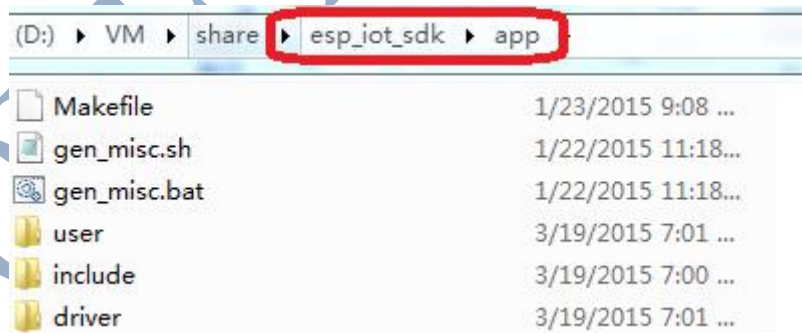 (D:) ▸ VM ▸ share ▸ esp_iot_sdk ▸ app
Makefile 1/23/2015 9:08 ...
gen_misc.sh 1/22/2015 11:18...
gen_misc.bat 1/22/2015 11:18...
user 3/19/2015 7:01 ...
include 3/19/2015 7:00 ...
driver 3/19/2015 7:01 ...